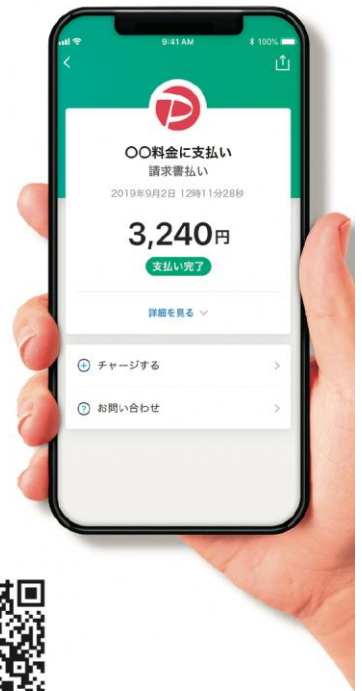 9:41 AM
100%
〇〇料金に支払い
請求書払い
2019年9月2日 12時11分28秒
3,240円
支払い完了
詳細を見る
チャージする
お問い合わせ